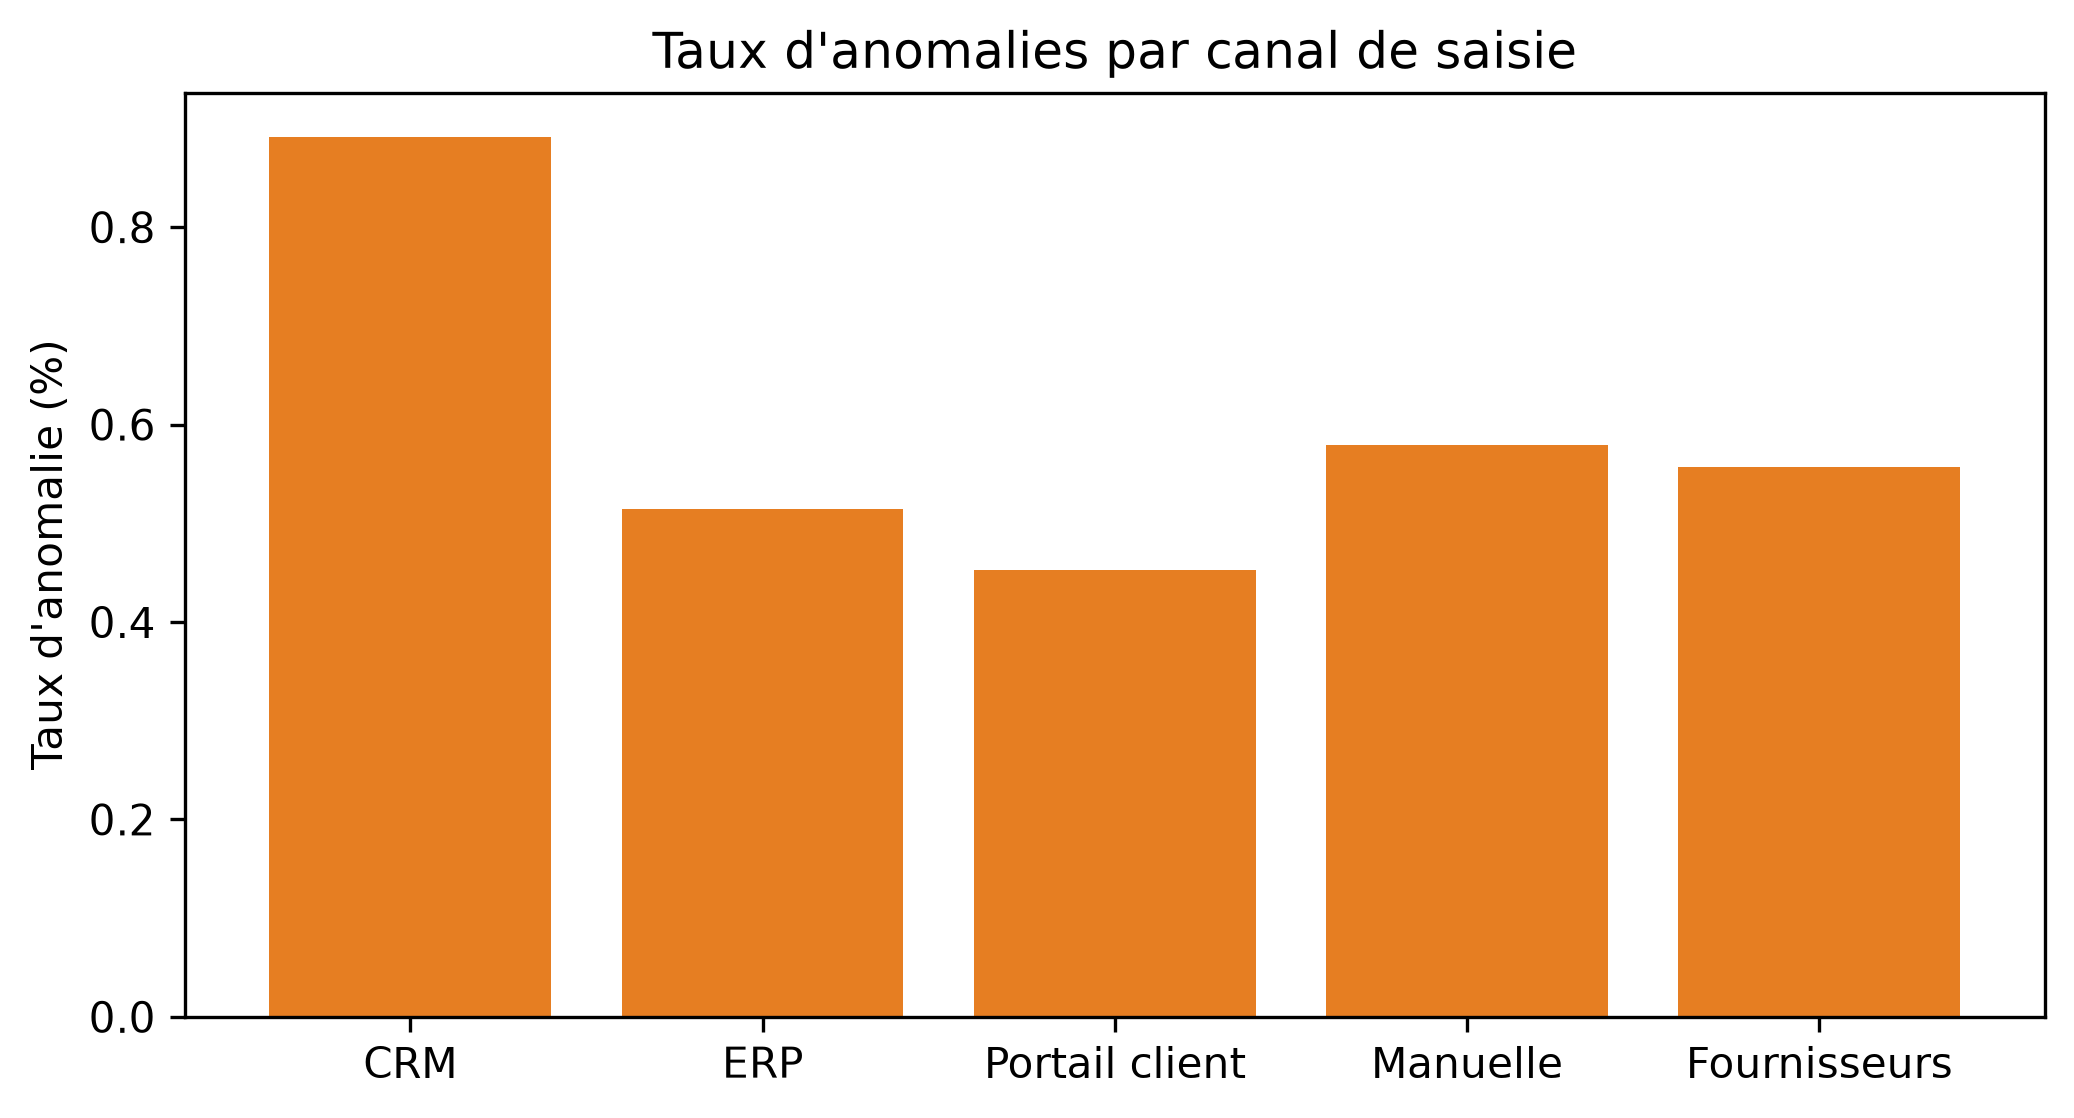 Taux d'anomalies par canal de saisie
Taux d'anomalie (%)
0.8
0.6
0.4
0.2
0.0
CRM
ERP
Portail client
Manuelle
Fournisseurs